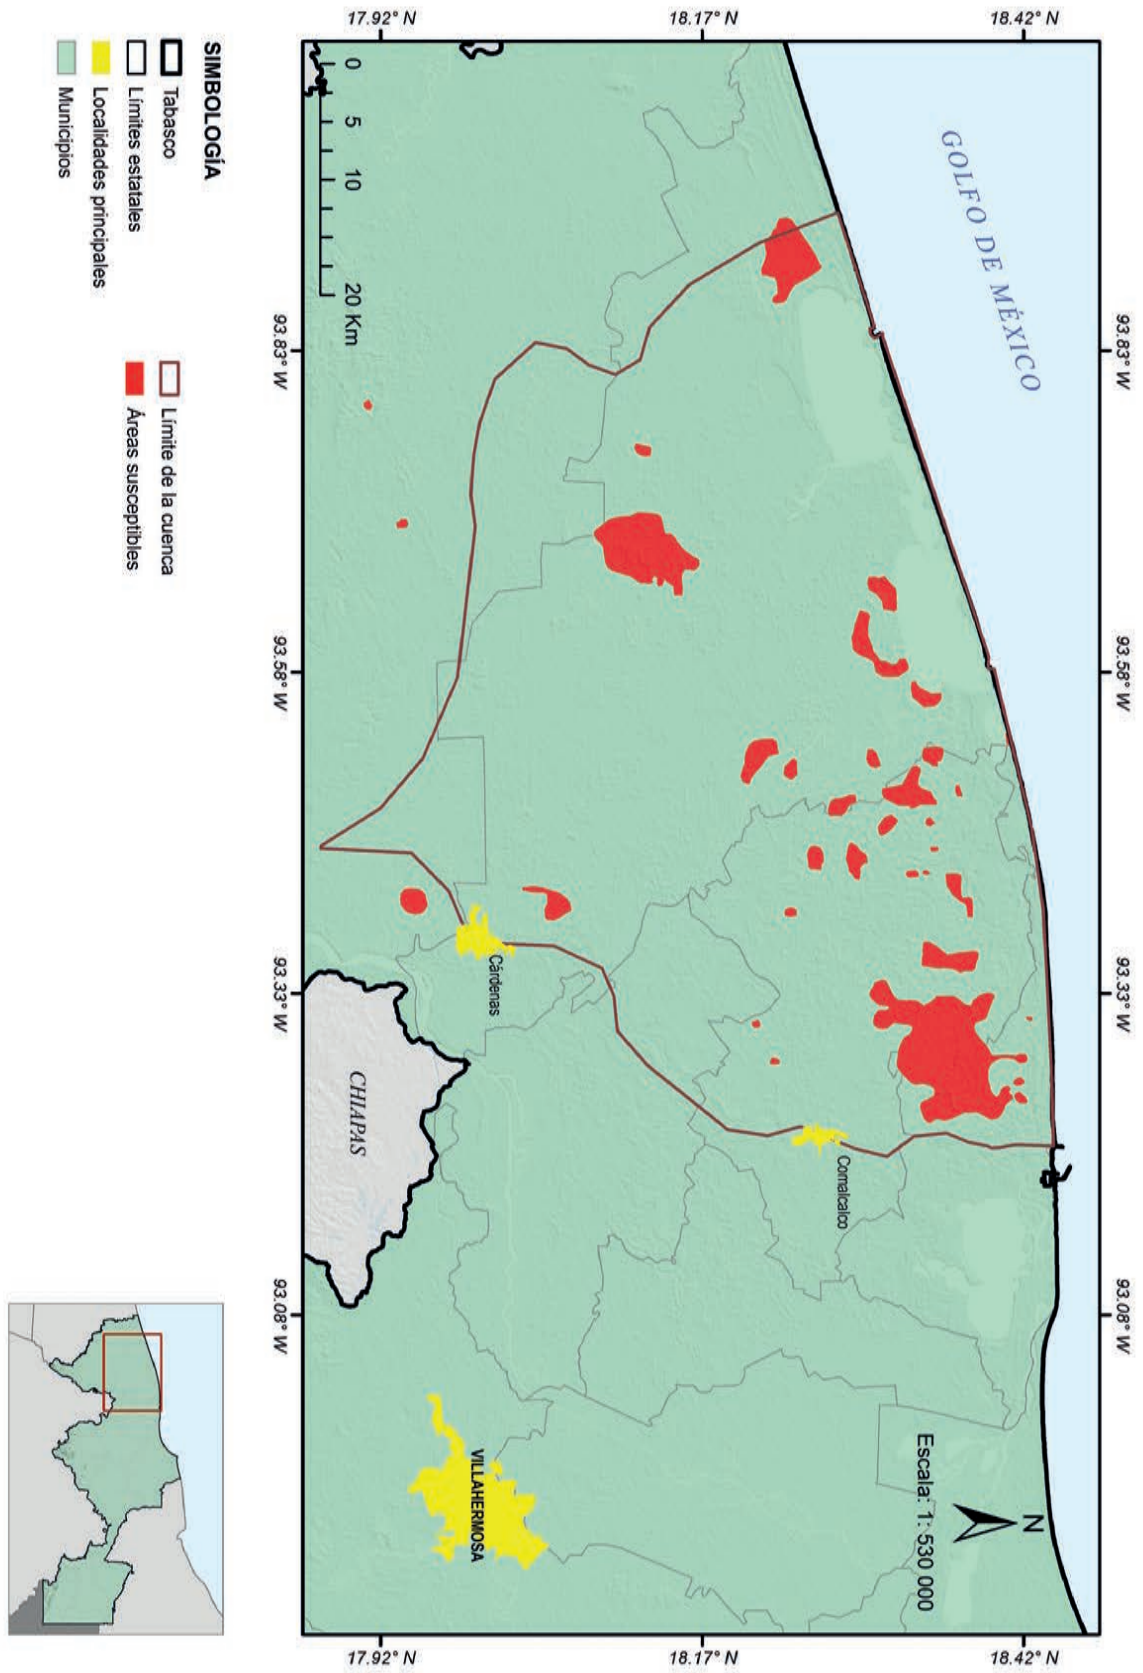 93.83° W
93.58° W
93.33° W
93.08° W
18.42° N
18.17° N
17.92° N
GOLFO DE MÉXICO
Escala: 1: 530 000
N
18.42° N
18.17° N
17.92° N
Comalcalco
Cárdenas
VILLAHERMOSA
CHIAPAS
0 5 10 20 Km
93.83° W
93.58° W
93.33° W
93.08° W
SIMBOLOGÍA
Tabasco
Límites estatales
Localidades principales
Municipios
Límite de la cuenca
Áreas susceptibles